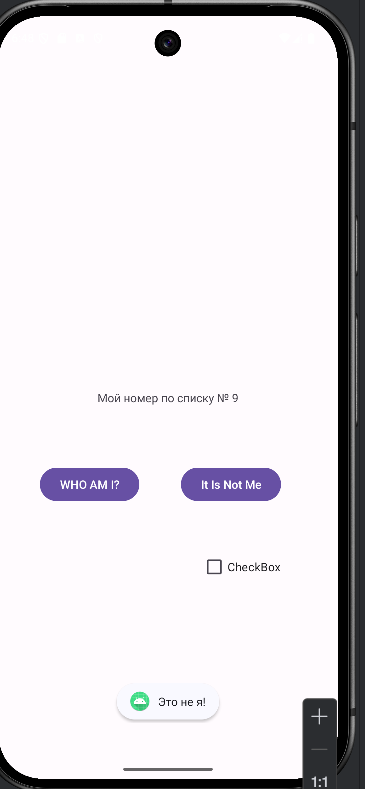 Мой номер по списку № 9
WHO AM I? It Is Not Me
CheckBox
Это не я!
1:1